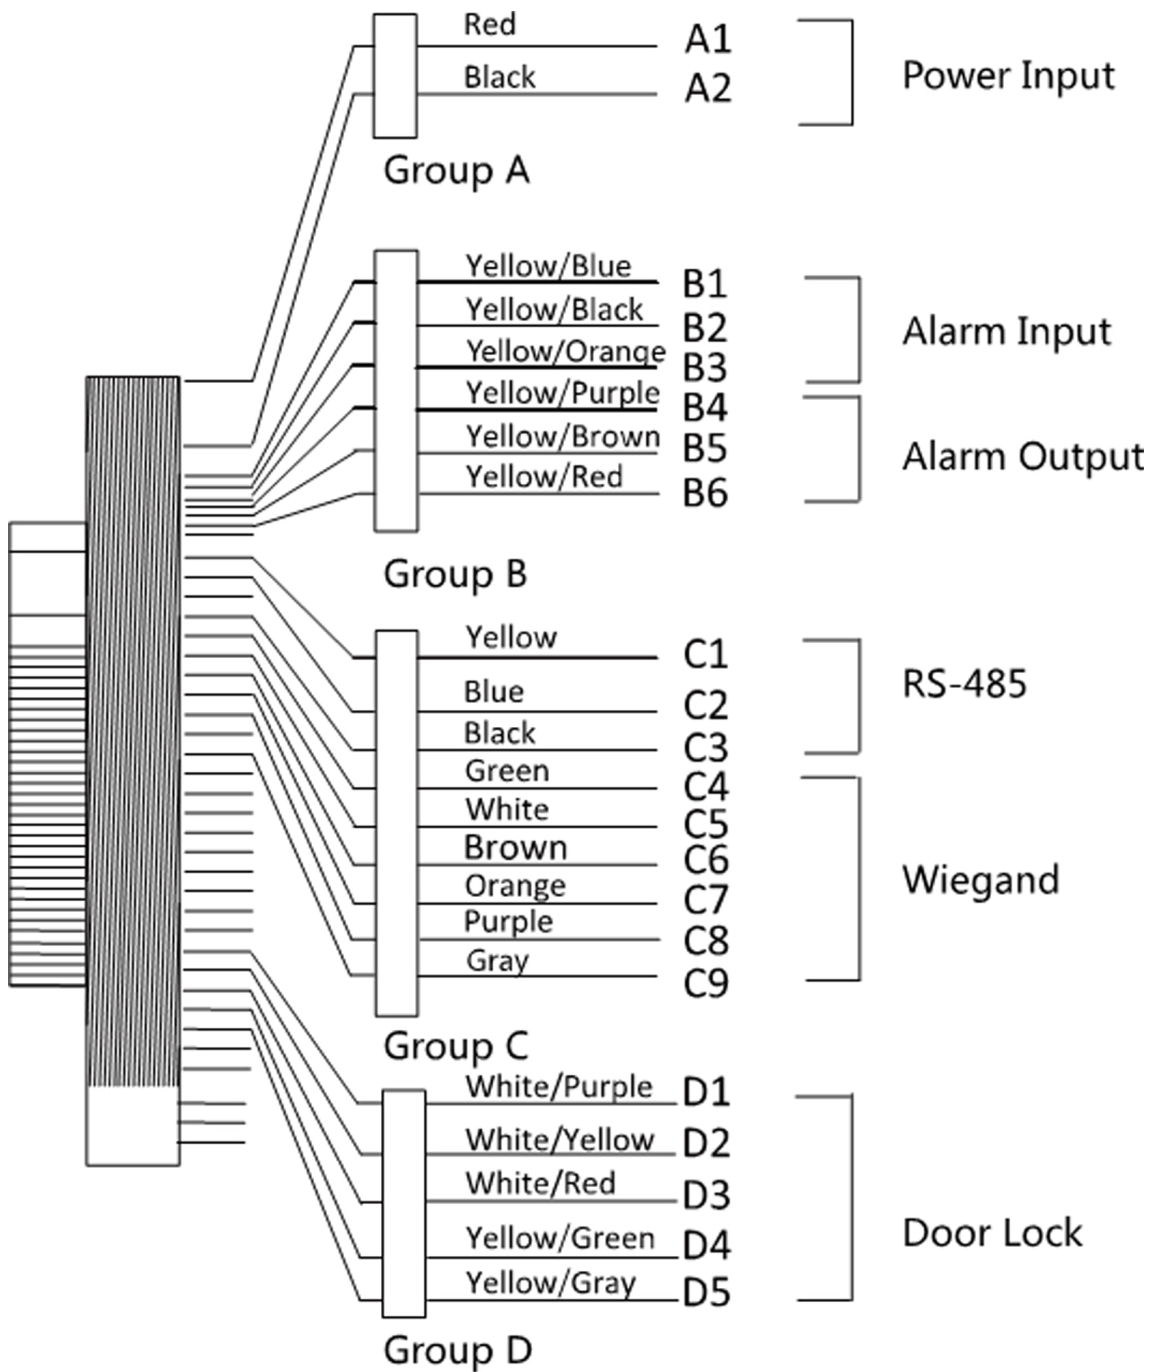 Red A1
Black A2
Power Input
Group A
Yellow/Blue B1
Yellow/Black B2
Yellow/Orange B3
Alarm Input
Yellow/Purple B4
Yellow/Brown B5
Yellow/Red B6
Alarm Output
Group B
Yellow C1
Blue C2
Black C3
RS-485
Green C4
White C5
Brown C6
Orange C7
Purple C8
Gray C9
Wiegand
Group C
White/Purple D1
White/Yellow D2
White/Red D3
Yellow/Green D4
Yellow/Gray D5
Door Lock
Group D